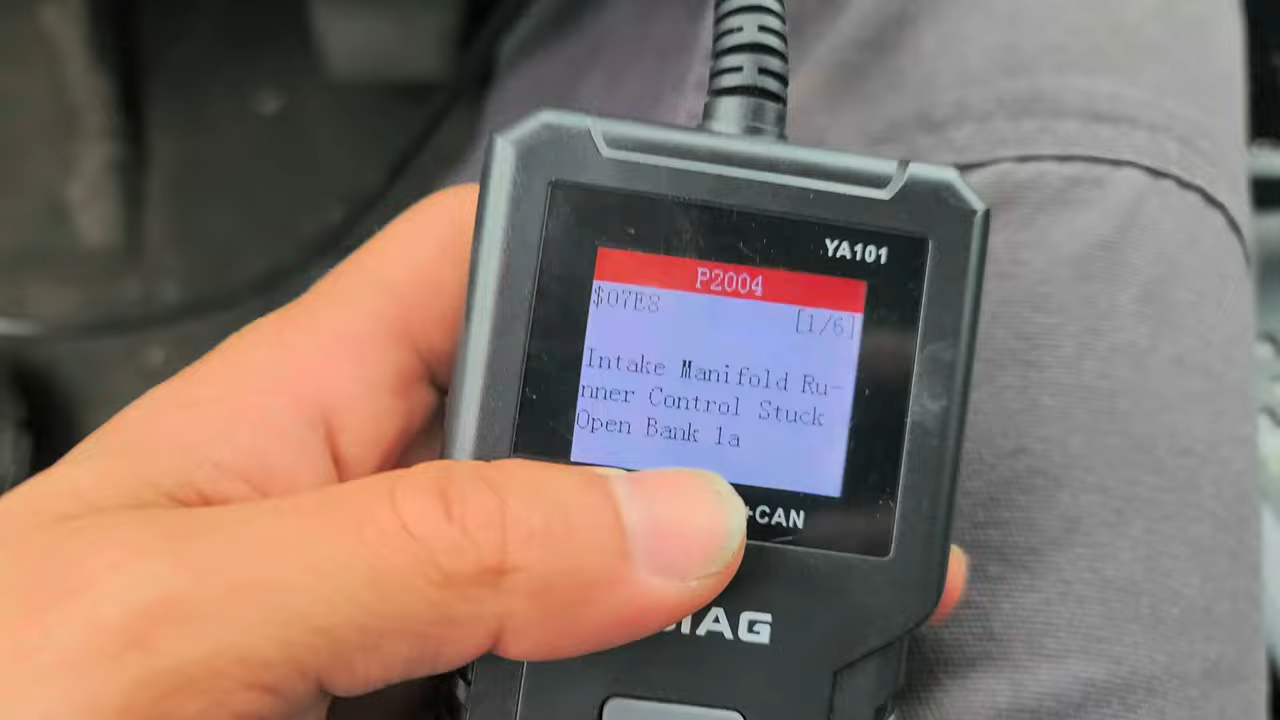 YA101
P2004
$07E8
[1/6]
Intake Manifold Ru-
nner Control Stuck
Open Bank 1a
+CAN
IAG